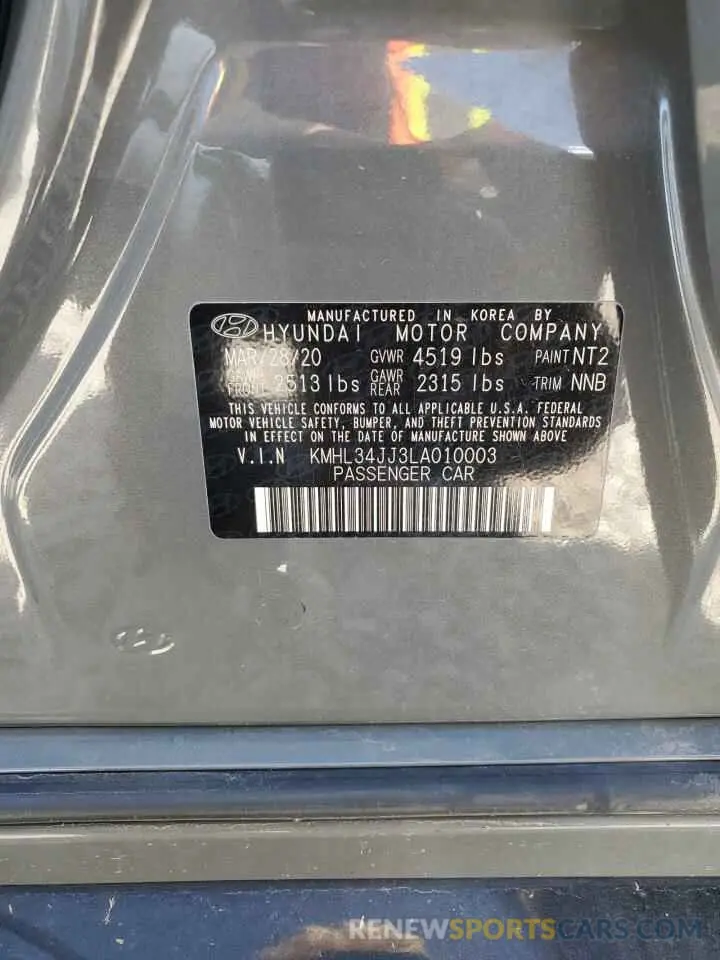 MANUFACTURED IN KOREA BY
HYUNDAI MOTOR COMPANY
MAR/28/20 GVWR 4519 lbs PAINT NT2
FRONT 2513 lbs GAWR REAR 2315 lbs TRIM NNB
THIS VEHICLE CONFORMS TO ALL APPLICABLE U.S.A. FEDERAL
MOTOR VEHICLE SAFETY, BUMPER, AND THEFT PREVENTION STANDARDS
IN EFFECT ON THE DATE OF MANUFACTURE SHOWN ABOVE
V.I.N KMHL34JJ3LA010003
PASSENGER CAR
RENEWSPORTSCARS.COM